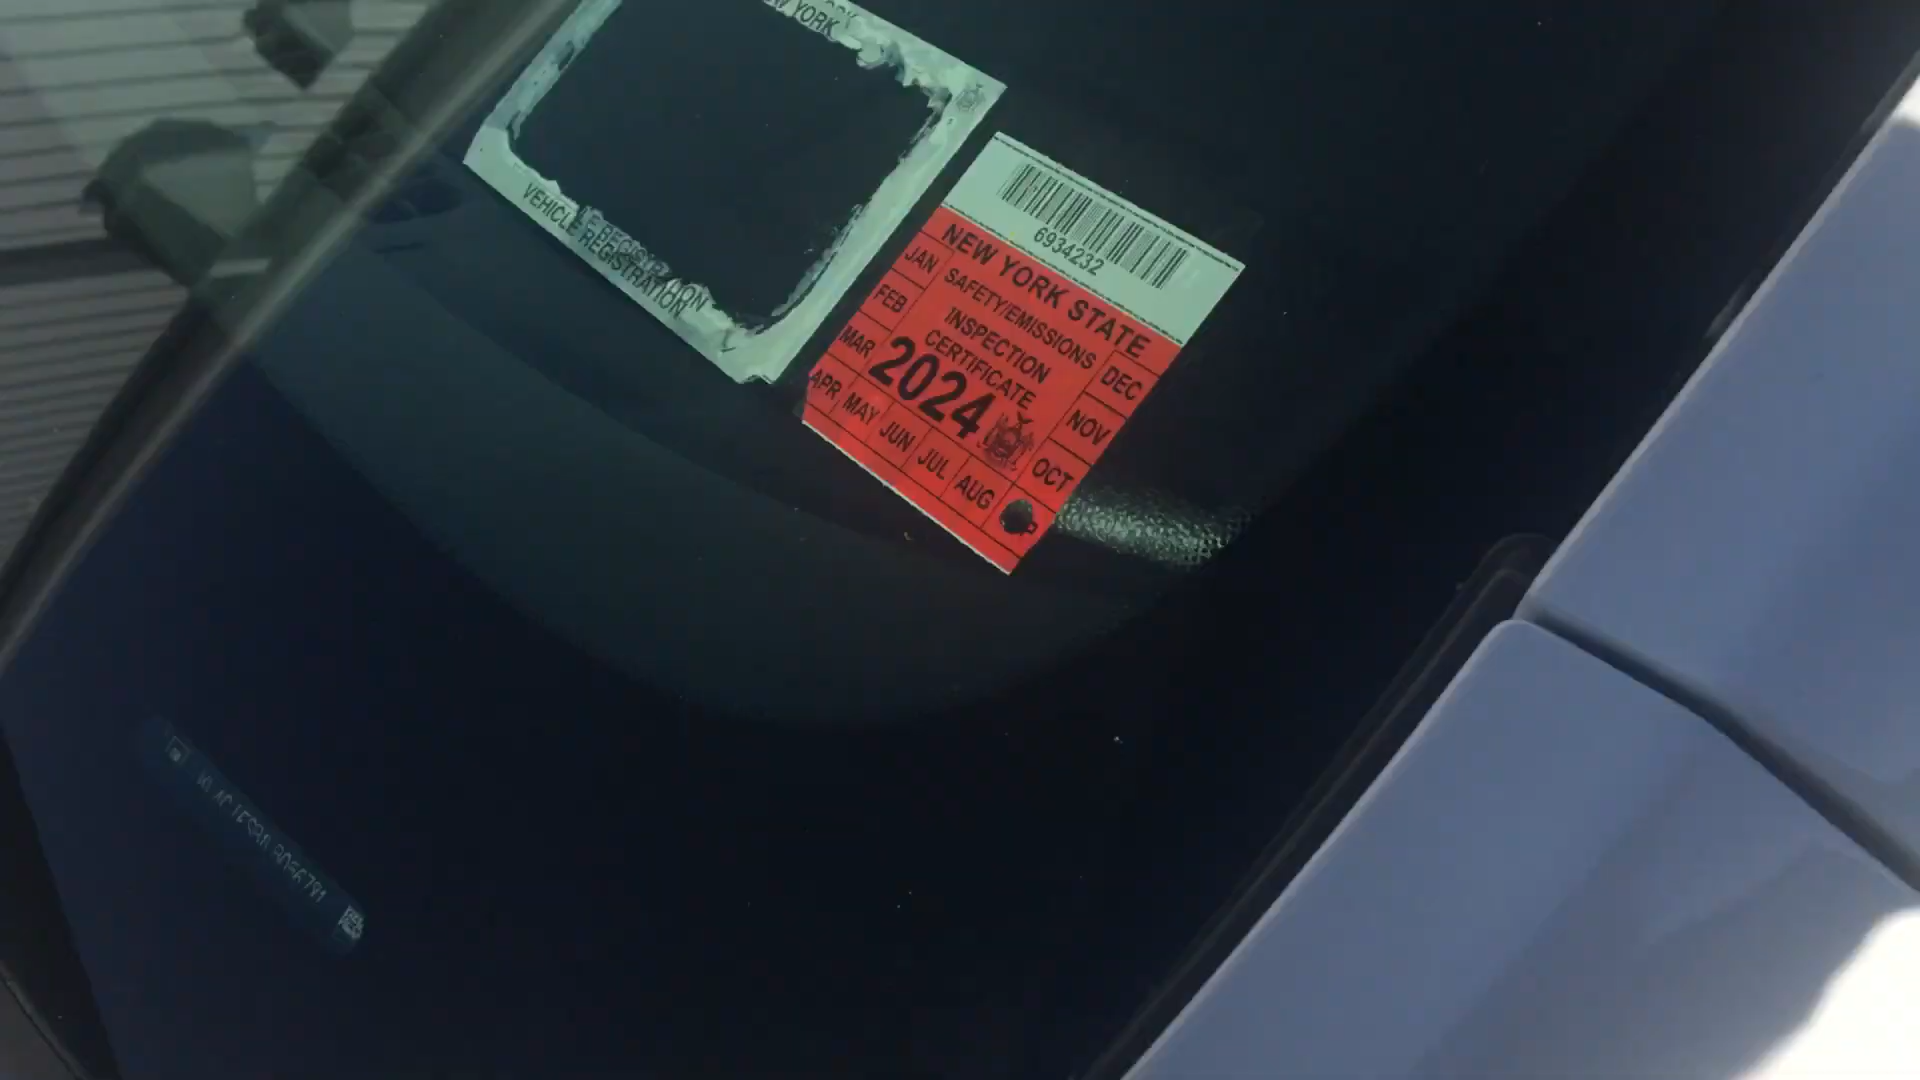 W YORK
VEHICLE REGISTRATION
6934232
NEW YORK STATE
SAFETY/EMISSIONS
INSPECTION
CERTIFICATE
2024
JAN
FEB
MAR
APR
MAY
JUN
JUL
AUG
P
OCT
NOV
DEC